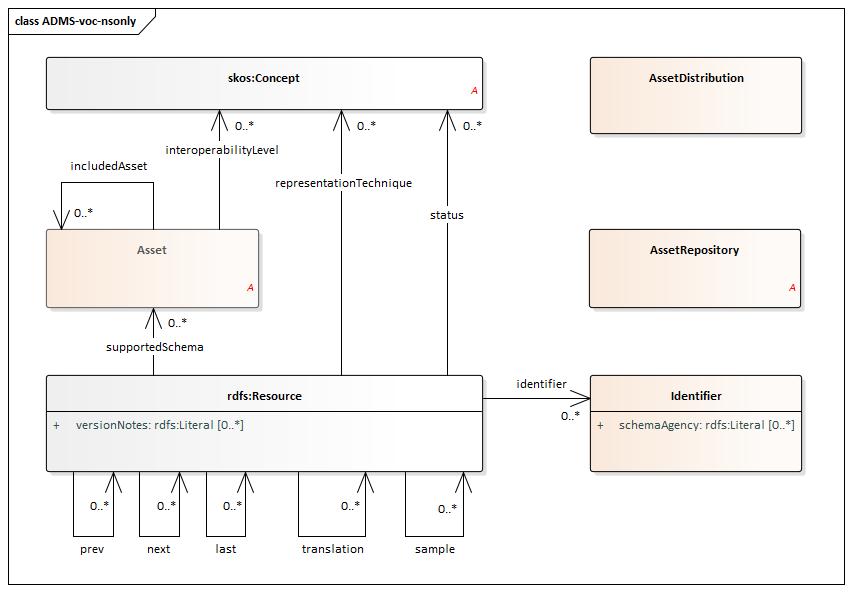 class ADMS-voc-nsonly
skos:Concept
A
AssetDistribution
0..*
0..*
0..*
interoperabilityLevel
includedAsset
representationTechnique
0..*
status
Asset
A
AssetRepository
A
0..*
supportedSchema
rdfs:Resource
+ versionNotes: rdfs:Literal [0..*]
identifier
0..*
Identifier
+ schemaAgency: rdfs:Literal [0..*]
0..*
0..*
0..*
0..*
0..*
prev
next
last
translation
sample